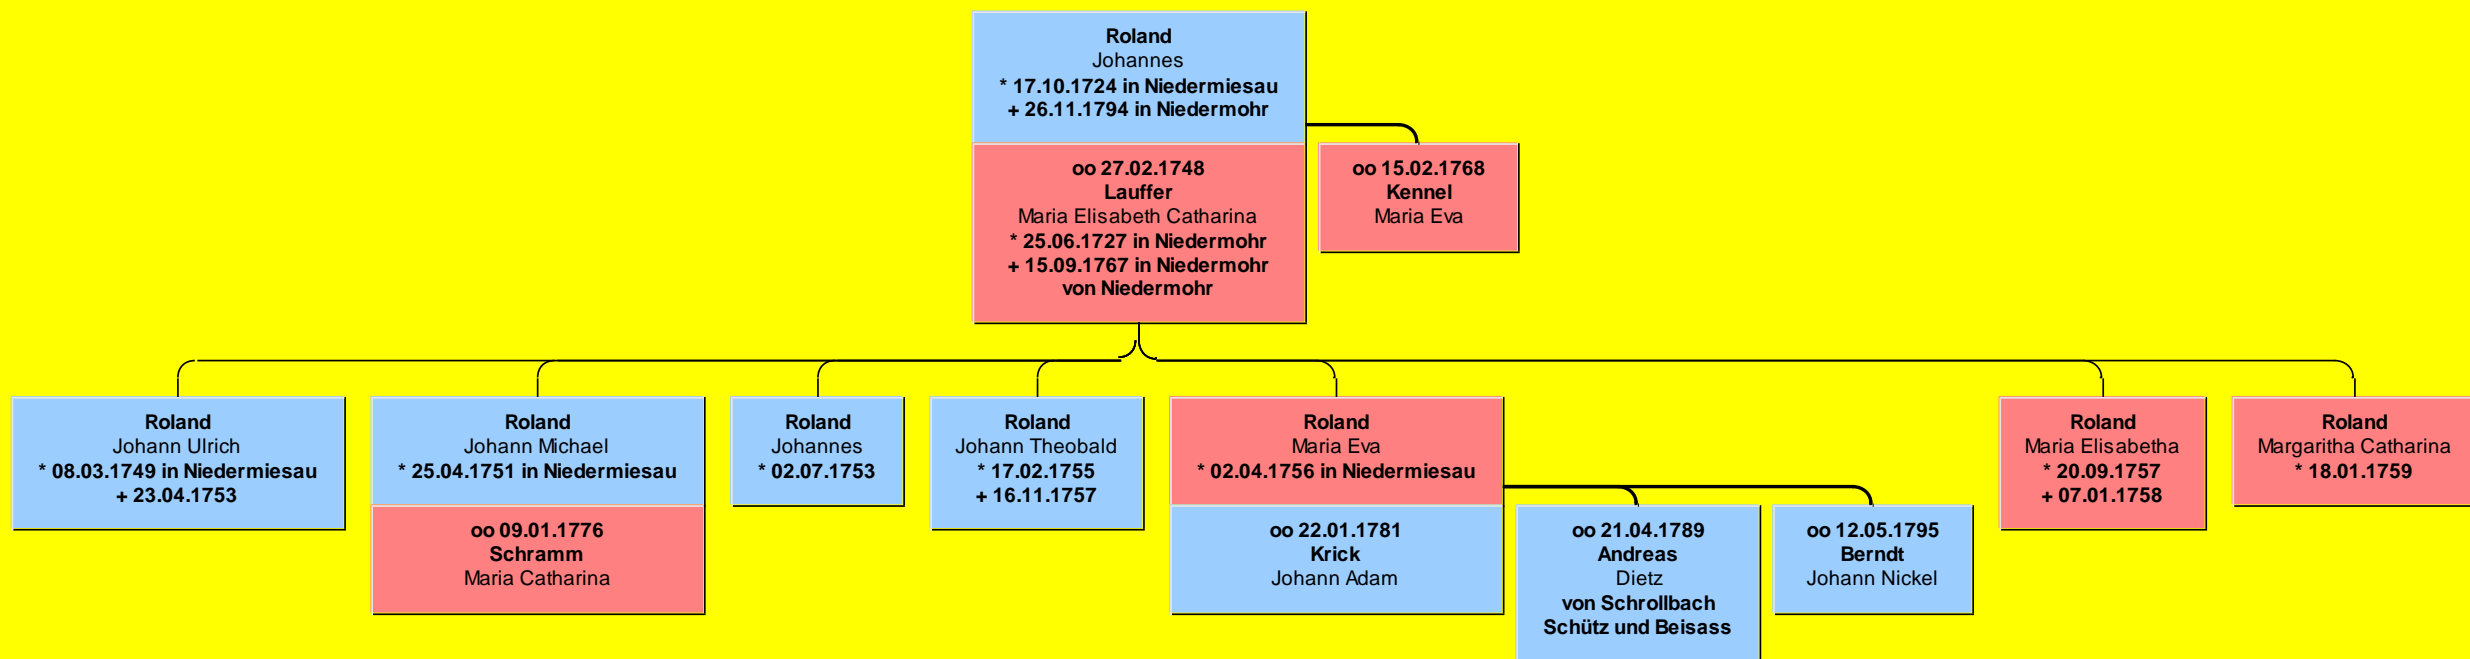 Roland
Johannes
* 17.10.1724 in Niedermiesau
+ 26.11.1794 in Niedermohr
oo 27.02.1748
Lauffer
Maria Elisabeth Catharina
* 25.06.1727 in Niedermohr
+ 15.09.1767 in Niedermohr
von Niedermohr
oo 15.02.1768
Kennel
Maria Eva
Roland
Johann Ulrich
* 08.03.1749 in Niedermiesau
+ 23.04.1753
Roland
Johann Michael
* 25.04.1751 in Niedermiesau
oo 09.01.1776
Schramm
Maria Catharina
Roland
Johannes
* 02.07.1753
Roland
Johann Theobald
* 17.02.1755
+ 16.11.1757
Roland
Maria Eva
* 02.04.1756 in Niedermiesau
oo 22.01.1781
Krick
Johann Adam
oo 21.04.1789
Andreas
Dietz
von Schrollbach
Schütz und Beisass
oo 12.05.1795
Berndt
Johann Nickel
Roland
Maria Elisabetha
* 20.09.1757
+ 07.01.1758
Roland
Margaritha Catharina
* 18.01.1759